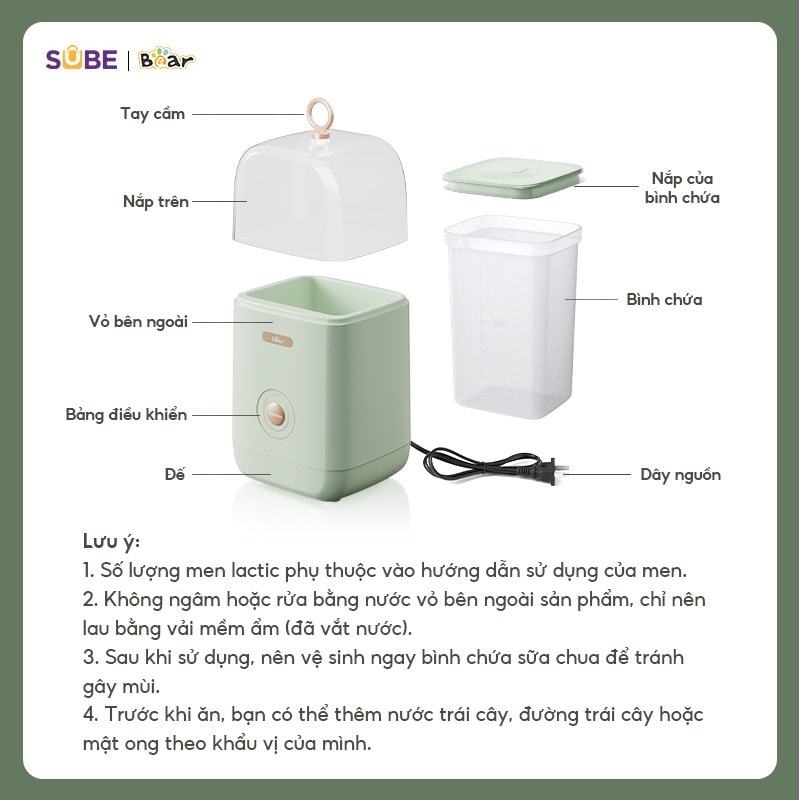 SUBE | Bear
Tay cầm
Nắp trên
Nắp của
bình chứa
Vỏ bên ngoài
Bear
Bình chứa
Bảng điều khiển
Đế
Dây nguồn
Lưu ý:
1. Số lượng men lactic phụ thuộc vào hướng dẫn sử dụng của men.
2. Không ngâm hoặc rửa bằng nước vỏ bên ngoài sản phẩm, chỉ nên
lau bằng vải mềm ẩm (đã vắt nước).
3. Sau khi sử dụng, nên vệ sinh ngay bình chứa sữa chua để tránh
gây mùi.
4. Trước khi ăn, bạn có thể thêm nước trái cây, đường trái cây hoặc
mật ong theo khẩu vị của mình.